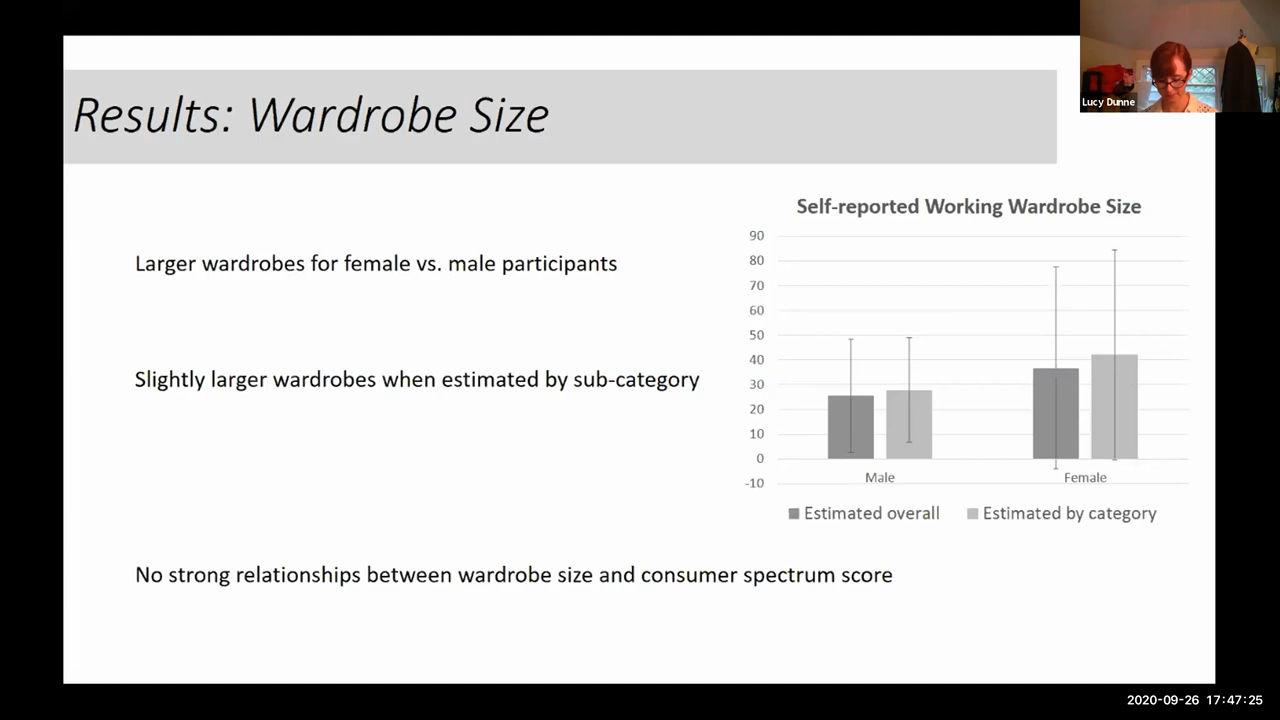 Results: Wardrobe Size
Lucy Dunne
Larger wardrobes for female vs. male participants
Slightly larger wardrobes when estimated by sub-category
Self-reported Working Wardrobe Size
90
80
70
60
50
40
30
20
10
0
-10
Male Female
Estimated overall Estimated by category
No strong relationships between wardrobe size and consumer spectrum score
2020-09-26 17:47:25